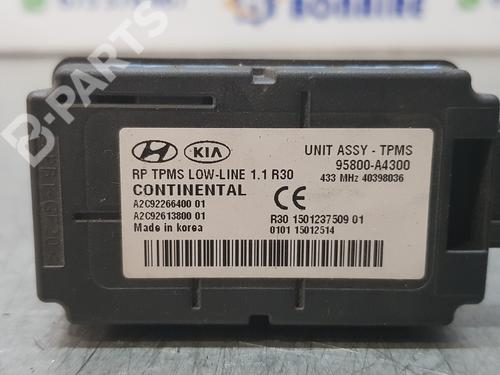 HYUNDAI KIA
UNIT ASSY - TPMS
RP TPMS LOW-LINE 1.1 R30
95800-A4300
CONTINENTAL
433 MHz 40398036
A2C92266400 01
CE
A2C92613800 01
R30 1501237509 01
Made in korea
0101 15012514
B-PARTS